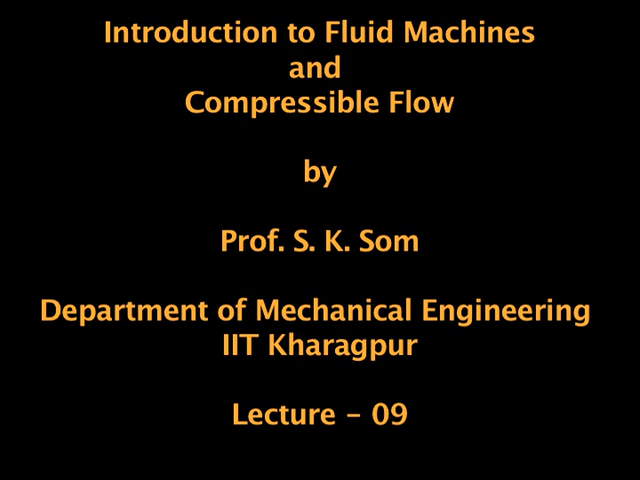 Introduction to Fluid Machines
and
Compressible Flow
by
Prof. S. K. Som
Department of Mechanical Engineering
IIT Kharagpur
Lecture – 09